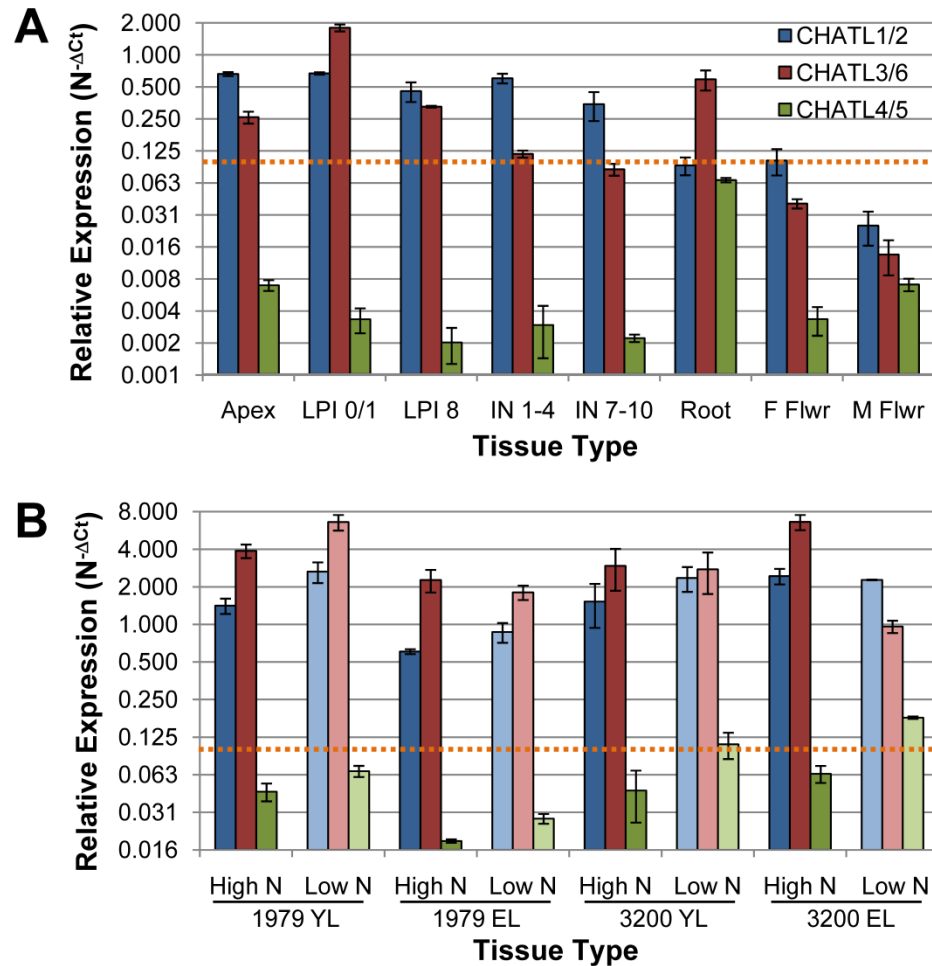 A
Relative Expression (N-ΔCt)
2.000
1.000
0.500
0.250
0.125
0.063
0.031
0.016
0.008
0.004
0.002
0.001
CHATL1/2
CHATL3/6
CHATL4/5
Apex LPI 0/1 LPI 8 IN 1-4 IN 7-10 Root F Flwr M Flwr
Tissue Type
B
Relative Expression (N-ΔCt)
8.000
4.000
2.000
1.000
0.500
0.250
0.125
0.063
0.031
0.016
High N Low N High N Low N High N Low N High N Low N
1979 YL 1979 EL 3200 YL 3200 EL
Tissue Type